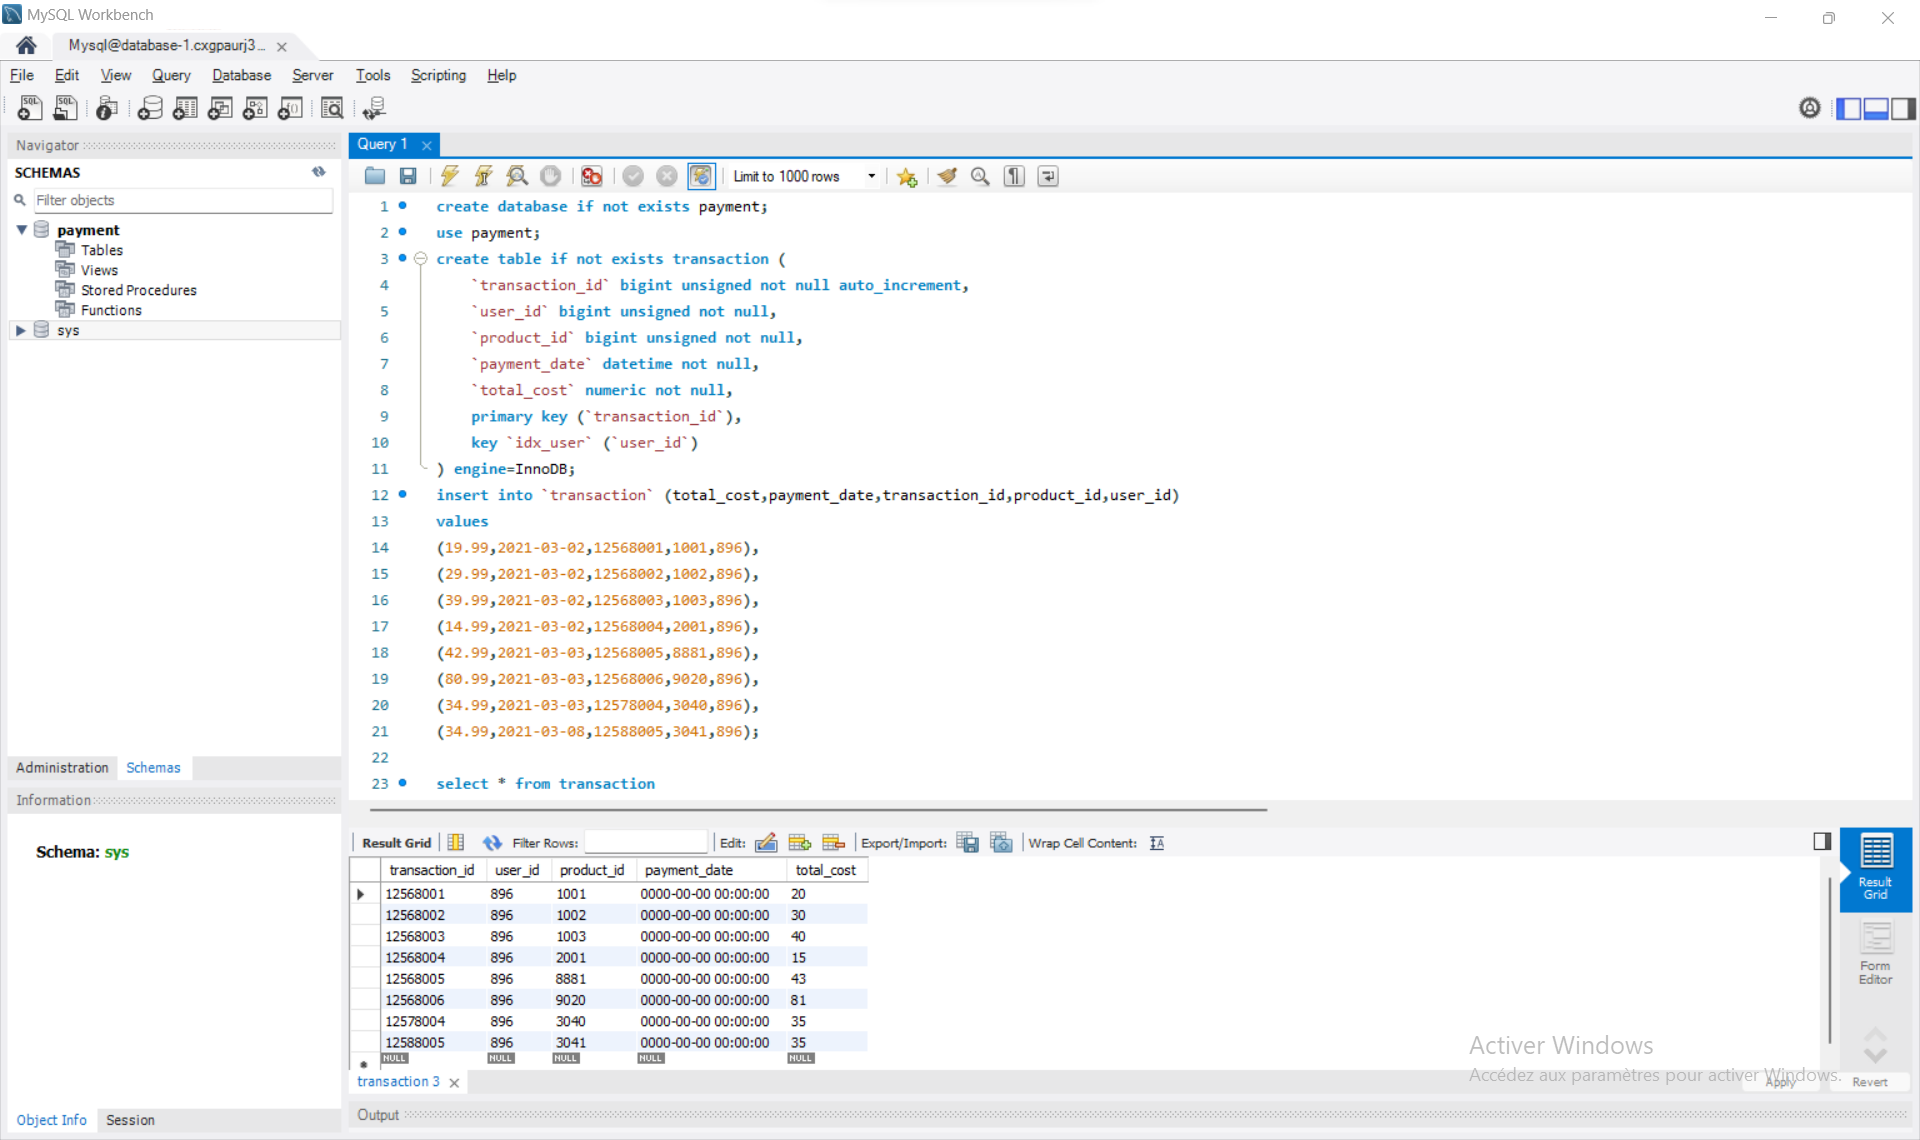 MySQL Workbench
Mysql@database-1.cxgpaurj3...
File Edit View Query Database Server Tools Scripting Help
Navigator
SCHEMAS
Filter objects
payment
Tables
Views
Stored Procedures
Functions
sys
Administration Schemas
Information
Schema: sys
Object Info Session
Query 1
Limit to 1000 rows
1 create database if not exists payment;
2 use payment;
3 create table if not exists transaction (
4 `transaction_id` bigint unsigned not null auto_increment,
5 `user_id` bigint unsigned not null,
6 `product_id` bigint unsigned not null,
7 `payment_date` datetime not null,
8 `total_cost` numeric not null,
9 primary key (`transaction_id`),
10 key `idx_user` (`user_id`)
11 ) engine=InnoDB;
12 insert into `transaction` (total_cost,payment_date,transaction_id,product_id,user_id)
13 values
14 (19.99,2021-03-02,12568001,1001,896),
15 (29.99,2021-03-02,12568002,1002,896),
16 (39.99,2021-03-02,12568003,1003,896),
17 (14.99,2021-03-02,12568004,2001,896),
18 (42.99,2021-03-03,12568005,8881,896),
19 (80.99,2021-03-03,12568006,9020,896),
20 (34.99,2021-03-03,12578004,3040,896),
21 (34.99,2021-03-08,12588005,3041,896);
22
23 select * from transaction
Result Grid Filter Rows: Edit: Export/Import: Wrap Cell Content:
transaction_id user_id product_id payment_date total_cost
12568001 896 1001 0000-00-00 00:00:00 20
12568002 896 1002 0000-00-00 00:00:00 30
12568003 896 1003 0000-00-00 00:00:00 40
12568004 896 2001 0000-00-00 00:00:00 15
12568005 896 8881 0000-00-00 00:00:00 43
12568006 896 9020 0000-00-00 00:00:00 81
12578004 896 3040 0000-00-00 00:00:00 35
12588005 896 3041 0000-00-00 00:00:00 35
NULL NULL NULL NULL NULL
Result
Grid
Form
Editor
Activer Windows
Accédez aux paramètres pour activer Windows.
transaction 3
Apply Revert
Output